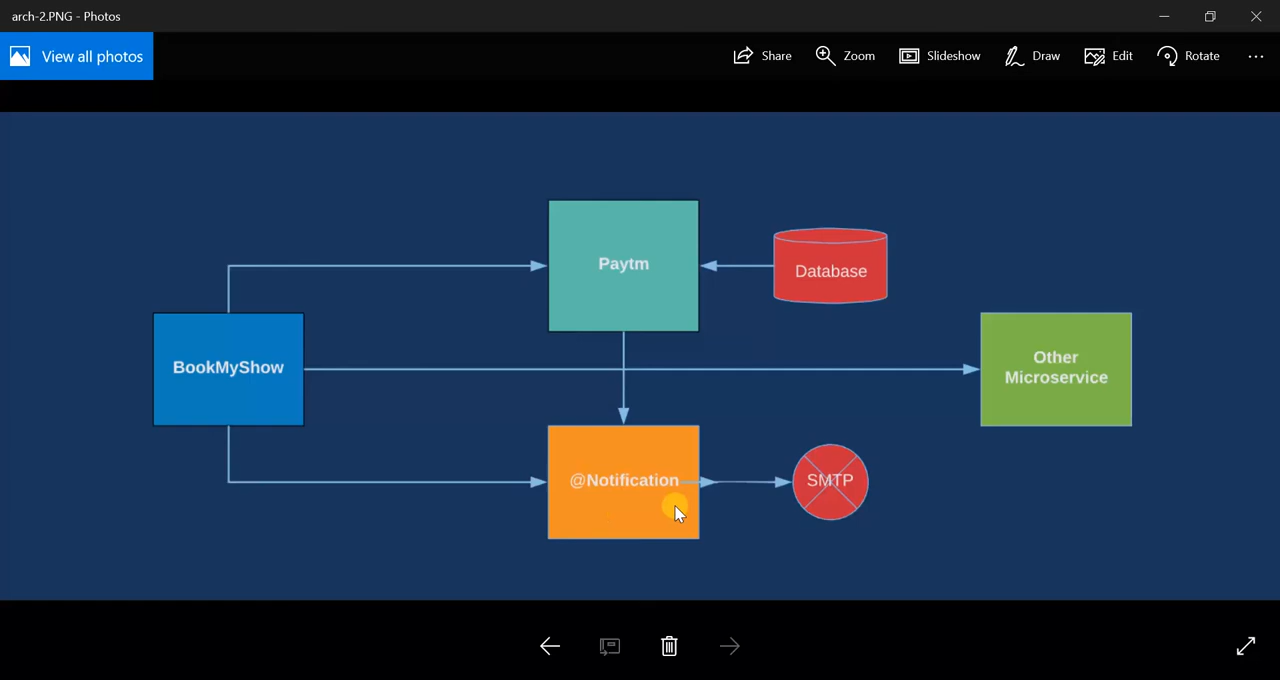 arch-2.PNG - Photos
View all photos
Share
Zoom
Slideshow
Draw
Edit
Rotate
Paytm
Database
BookMyShow
Other
Microservice
@Notification
SMTP